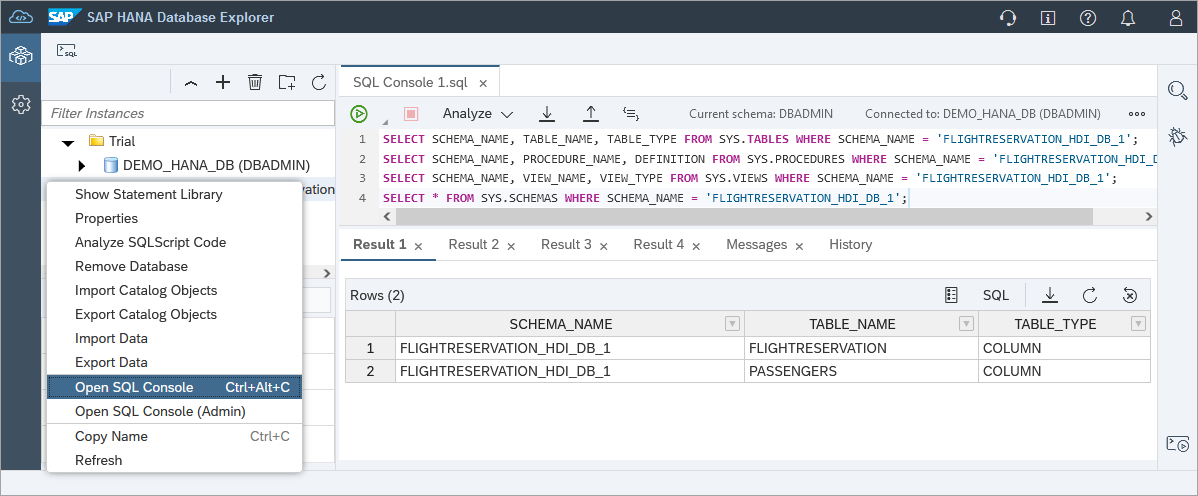 SAP SAP HANA Database Explorer
SQL
Filter Instances
Trial
DEMO_HANA_DB (DBADMIN)
Show Statement Library
Properties
Analyze SQLScript Code
Remove Database
Import Catalog Objects
Export Catalog Objects
Import Data
Export Data
Open SQL Console Ctrl+Alt+C
Open SQL Console (Admin)
Copy Name Ctrl+C
Refresh
SQL Console 1.sql
Analyze Current schema: DBADMIN Connected to: DEMO_HANA_DB (DBADMIN)
1 SELECT SCHEMA_NAME, TABLE_NAME, TABLE_TYPE FROM SYS.TABLES WHERE SCHEMA_NAME = 'FLIGHTRESERVATION_HDI_DB_1';
2 SELECT SCHEMA_NAME, PROCEDURE_NAME, DEFINITION FROM SYS.PROCEDURES WHERE SCHEMA_NAME = 'FLIGHTRESERVATION_HDI_D
3 SELECT SCHEMA_NAME, VIEW_NAME, VIEW_TYPE FROM SYS.VIEWS WHERE SCHEMA_NAME = 'FLIGHTRESERVATION_HDI_DB_1';
4 SELECT * FROM SYS.SCHEMAS WHERE SCHEMA_NAME = 'FLIGHTRESERVATION_HDI_DB_1';
Result 1 Result 2 Result 3 Result 4 Messages History
Rows (2) SQL
SCHEMA_NAME TABLE_NAME TABLE_TYPE
1 FLIGHTRESERVATION_HDI_DB_1 FLIGHTRESERVATION COLUMN
2 FLIGHTRESERVATION_HDI_DB_1 PASSENGERS COLUMN